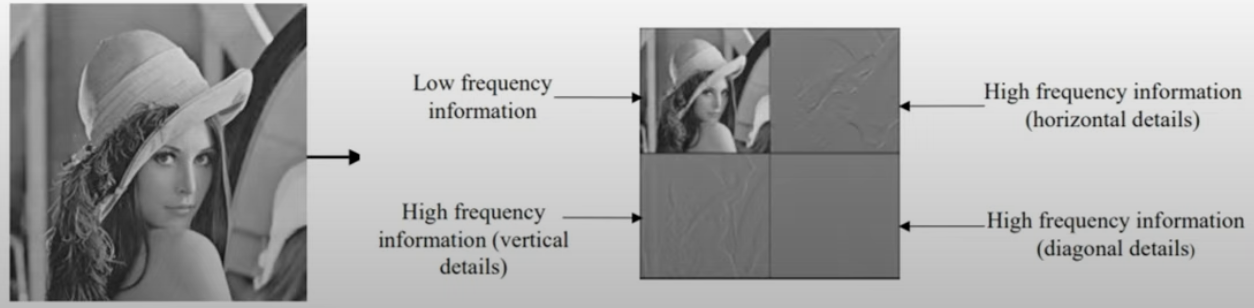 Low frequency
information
High frequency information
(horizontal details)
High frequency
information (vertical
details)
High frequency information
(diagonal details)